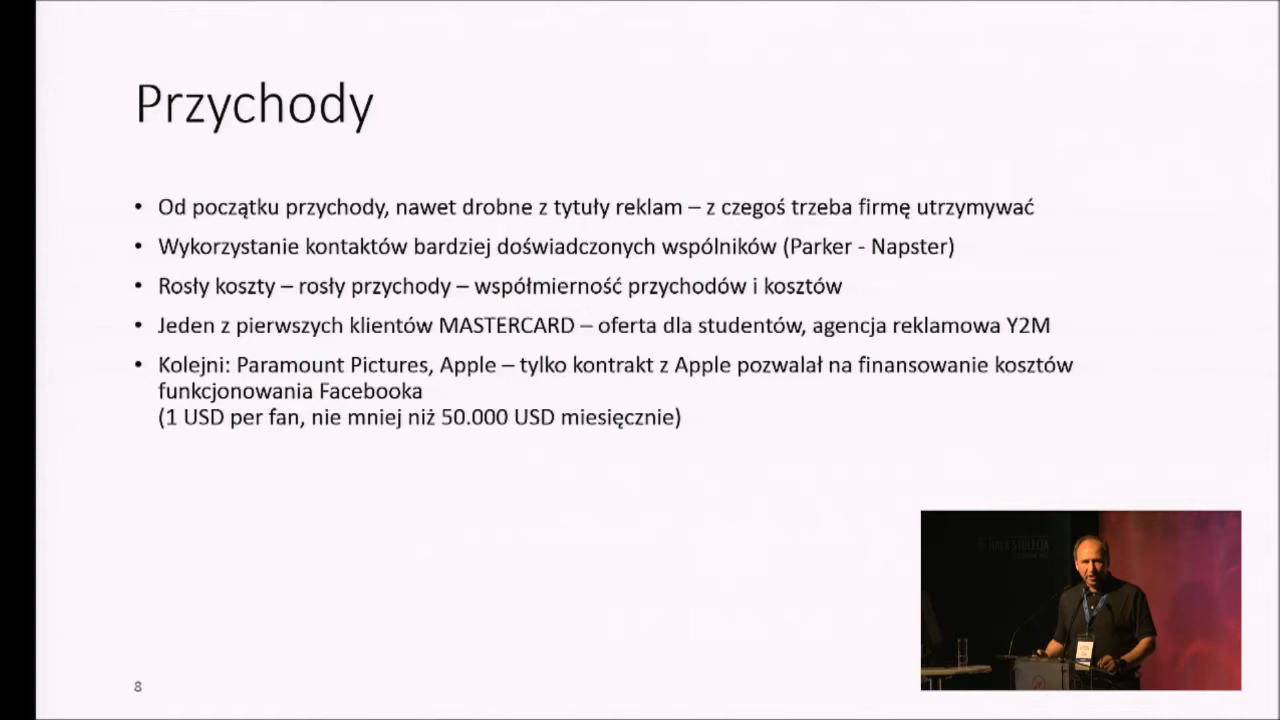 Przychody
• Od początku przychody, nawet drobne z tytuły reklam – z czegoś trzeba firmę utrzymywać
• Wykorzystanie kontaktów bardziej doświadczonych wspólników (Parker - Napster)
• Rosły koszty – rosły przychody – współmierność przychodów i kosztów
• Jeden z pierwszych klientów MASTERCARD – oferta dla studentów, agencja reklamowa Y2M
• Kolejni: Paramount Pictures, Apple – tylko kontrakt z Apple pozwalał na finansowanie kosztów
funkcjonowania Facebooka
(1 USD per fan, nie mniej niż 50.000 USD miesięcznie)
HALA STULECIA
8